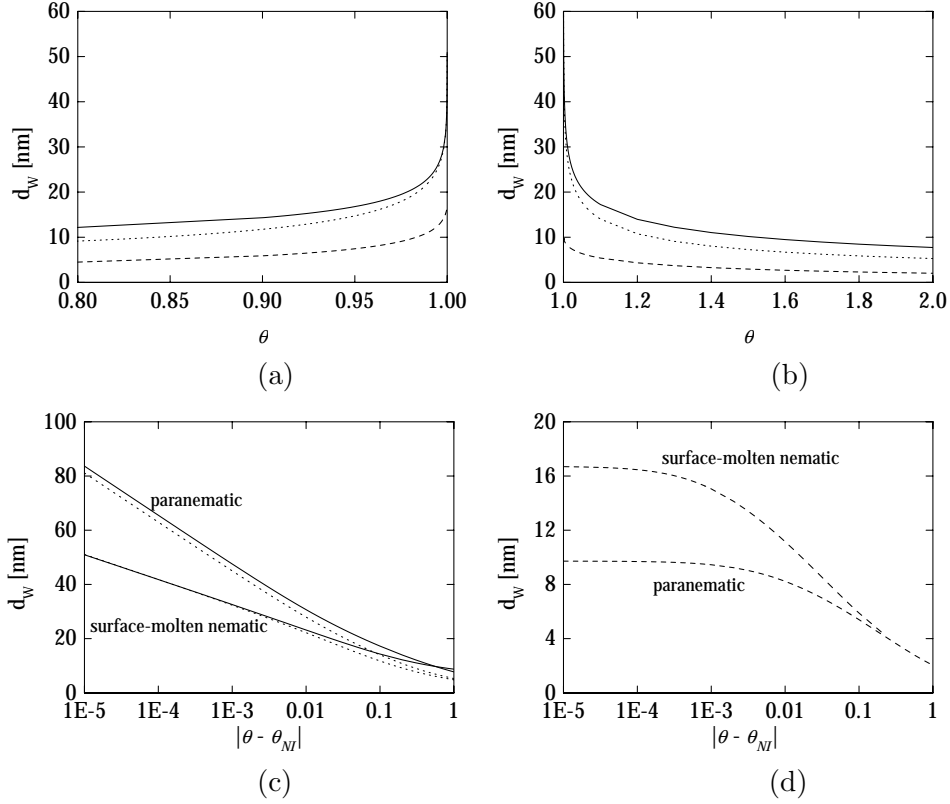 60
50
40
30
20
10
0
d_W [nm]
0.80 0.85 0.90 0.95 1.00
θ
(a)
60
50
40
30
20
10
0
d_W [nm]
1.0 1.2 1.4 1.6 1.8 2.0
θ
(b)
100
80
60
40
20
0
d_W [nm]
paranematic
surface-molten nematic
1E-5 1E-4 1E-3 0.01 0.1 1
|θ - θ_NI|
(c)
20
16
12
8
4
0
d_W [nm]
surface-molten nematic
paranematic
1E-5 1E-4 1E-3 0.01 0.1 1
|θ - θ_NI|
(d)